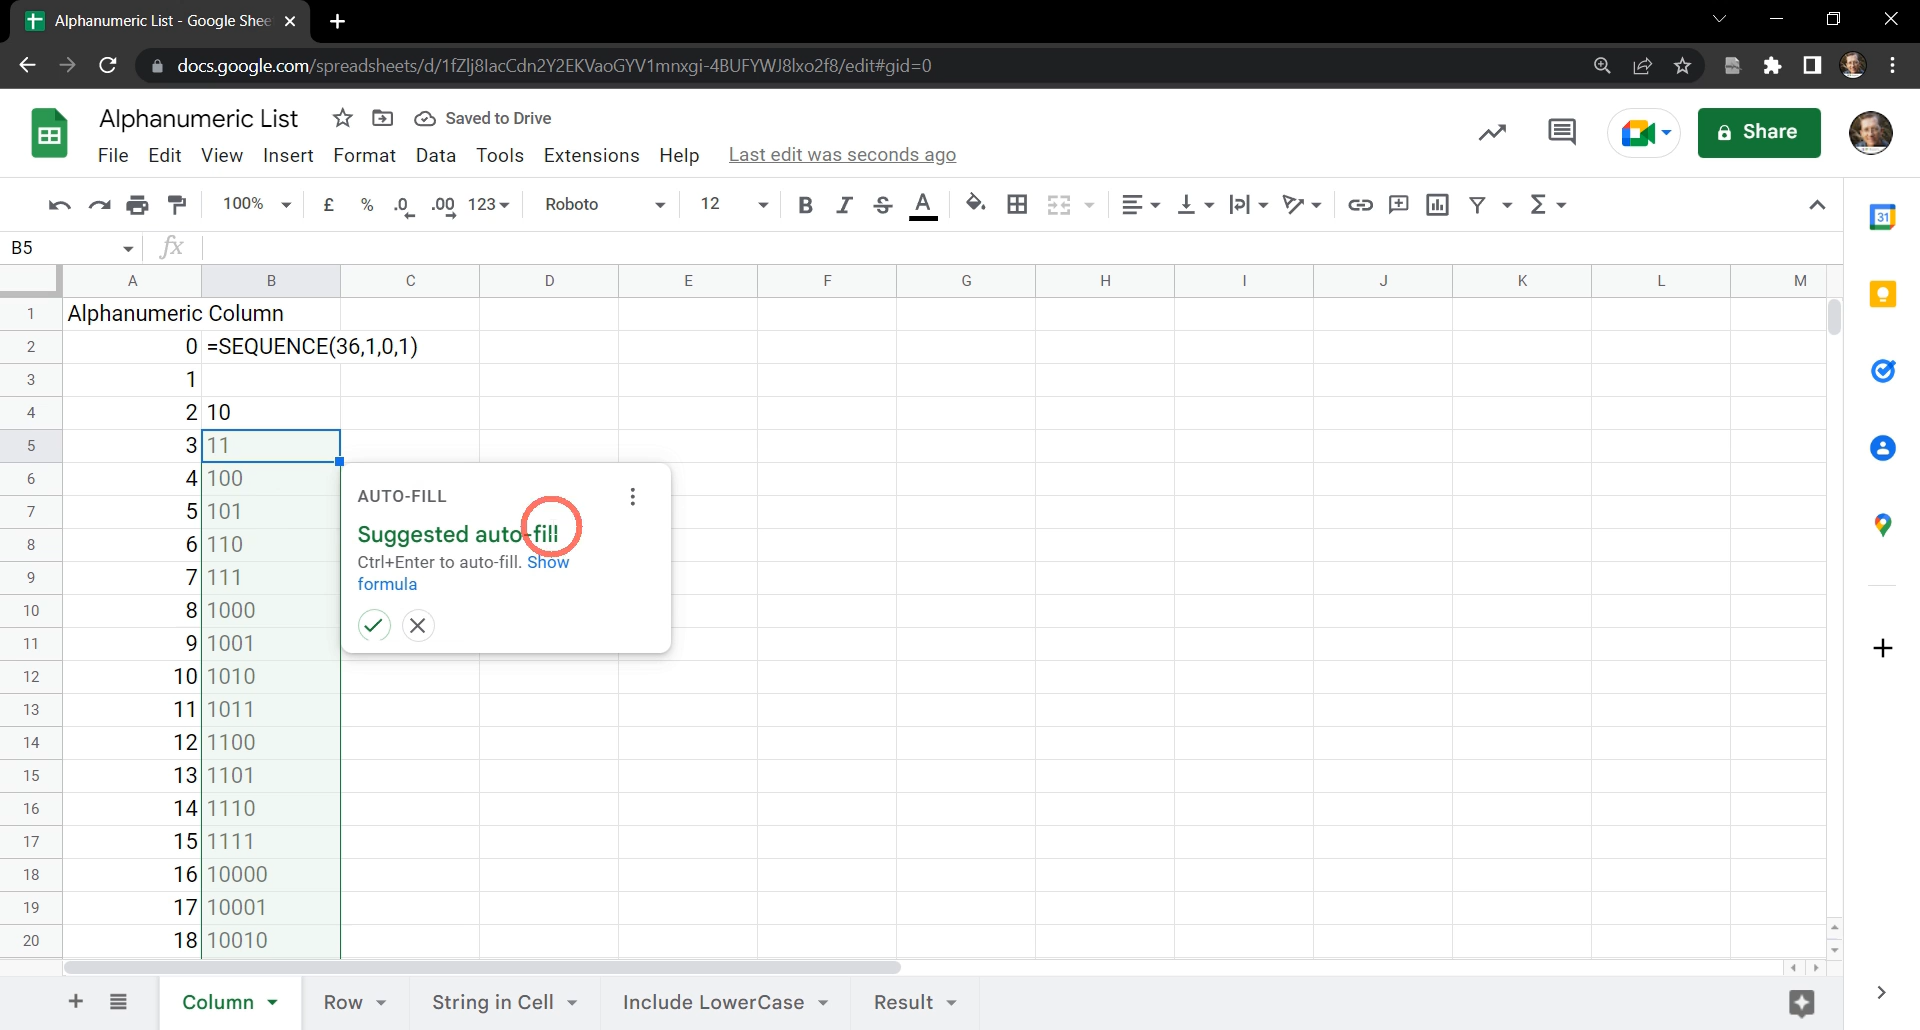 Alphanumeric List - Google Shee
docs.google.com/spreadsheets/d/1fZlj8lacCdn2Y2EKVaoGYV1mnxgi-4BUFYWJ8lxo2f8/edit#gid=0
Alphanumeric List
Saved to Drive
File Edit View Insert Format Data Tools Extensions Help Last edit was seconds ago
Share
100% £ % .0 .00 123 Roboto 12 B I S A
31
B5 fx
A B C D E F G H I J K L M
1 Alphanumeric Column
2 0 =SEQUENCE(36,1,0,1)
3 1
4 2 10
5 3 11
6 4 100
7 5 101
8 6 110
9 7 111
10 8 1000
11 9 1001
12 10 1010
13 11 1011
14 12 1100
15 13 1101
16 14 1110
17 15 1111
18 16 10000
19 17 10001
20 18 10010
AUTO-FILL
Suggested auto-fill
Ctrl+Enter to auto-fill. Show
formula
Column Row String in Cell Include LowerCase Result